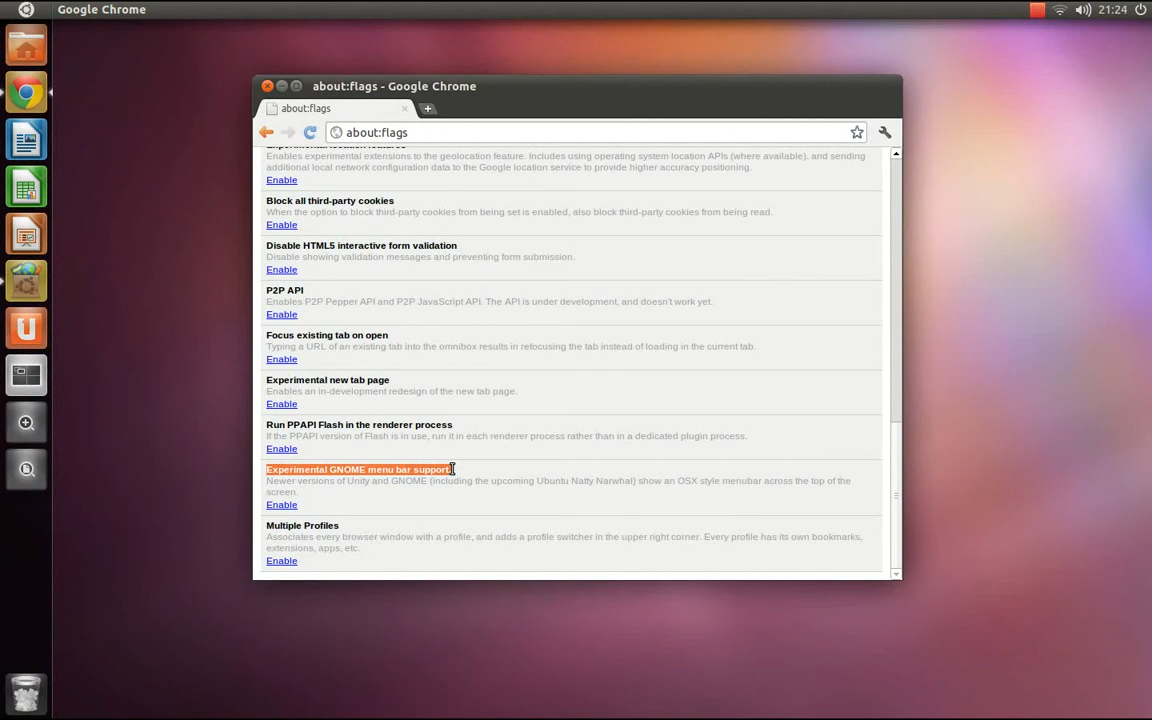 Google Chrome
21:24
about:flags - Google Chrome
about:flags
about:flags
Experimental location features
Enables experimental extensions to the geolocation feature. Includes using operating system location APIs (where available), and sending
additional local network configuration data to the Google location service to provide higher accuracy positioning.
Enable
Block all third-party cookies
When the option to block third-party cookies from being set is enabled, also block third-party cookies from being read.
Enable
Disable HTML5 interactive form validation
Disable showing validation messages and preventing form submission.
Enable
P2P API
Enables P2P Pepper API and P2P JavaScript API. The API is under development, and doesn't work yet.
Enable
Focus existing tab on open
Typing a URL of an existing tab into the omnibox results in refocusing the tab instead of loading in the current tab.
Enable
Experimental new tab page
Enables an in-development redesign of the new tab page.
Enable
Run PPAPI Flash in the renderer process
If the PPAPI version of Flash is in use, run it in each renderer process rather than in a dedicated plugin process.
Enable
Experimental GNOME menu bar support
Newer versions of Unity and GNOME (including the upcoming Ubuntu Natty Narwhal) show an OSX style menubar across the top of the
screen.
Enable
Multiple Profiles
Associates every browser window with a profile, and adds a profile switcher in the upper right corner. Every profile has its own bookmarks,
extensions, apps, etc.
Enable